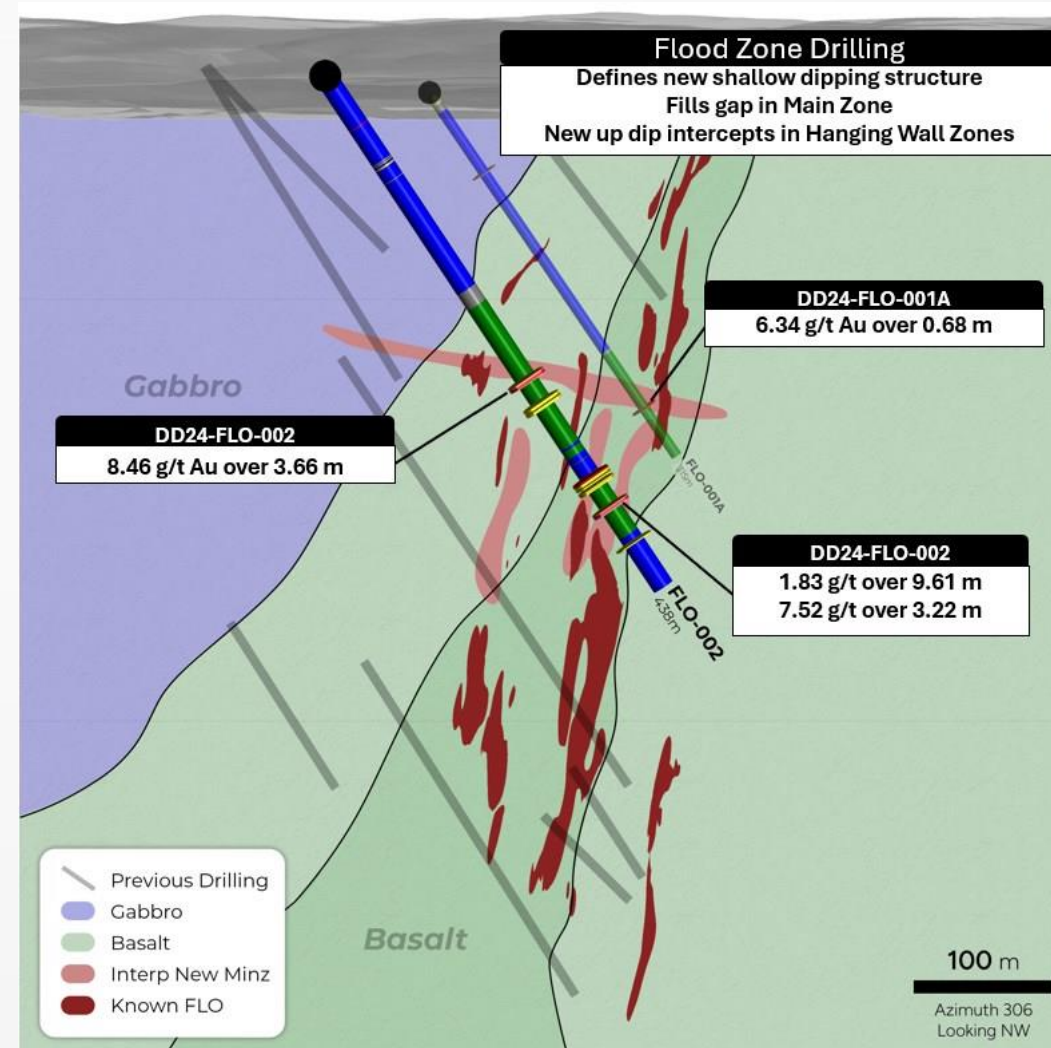 Flood Zone Drilling
Defines new shallow dipping structure
Fills gap in Main Zone
New up dip intercepts in Hanging Wall Zones
DD24-FLO-001A
6.34 g/t Au over 0.68 m
Gabbro
DD24-FLO-002
8.46 g/t Au over 3.66 m
FLO-001A
DD24-FLO-002
1.83 g/t over 9.61 m
7.52 g/t over 3.22 m
FLO-002
438m
Previous Drilling
Gabbro
Basalt
Interp New Minz
Known FLO
Basalt
100 m
Azimuth 306
Looking NW